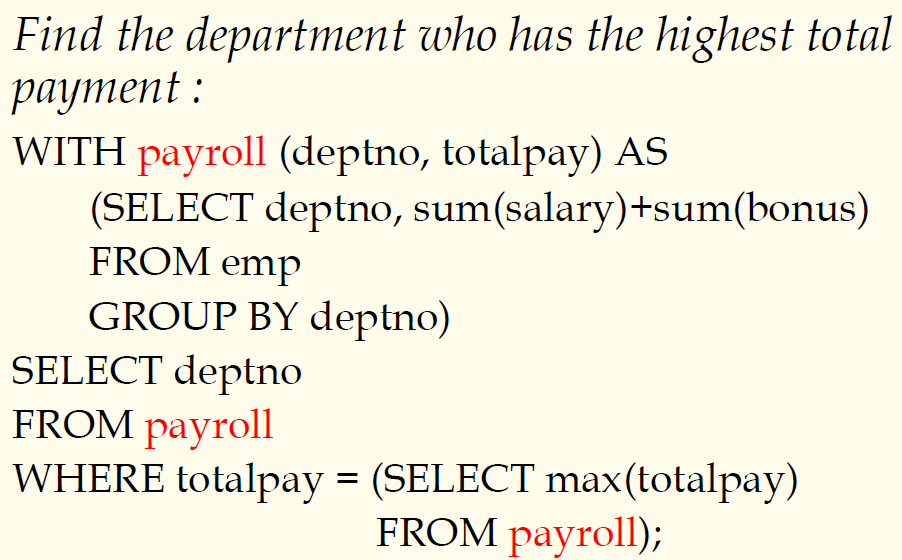 Find the department who has the highest total
payment :
WITH payroll (deptno, totalpay) AS
(SELECT deptno, sum(salary)+sum(bonus)
FROM emp
GROUP BY deptno)
SELECT deptno
FROM payroll
WHERE totalpay = (SELECT max(totalpay)
FROM payroll);